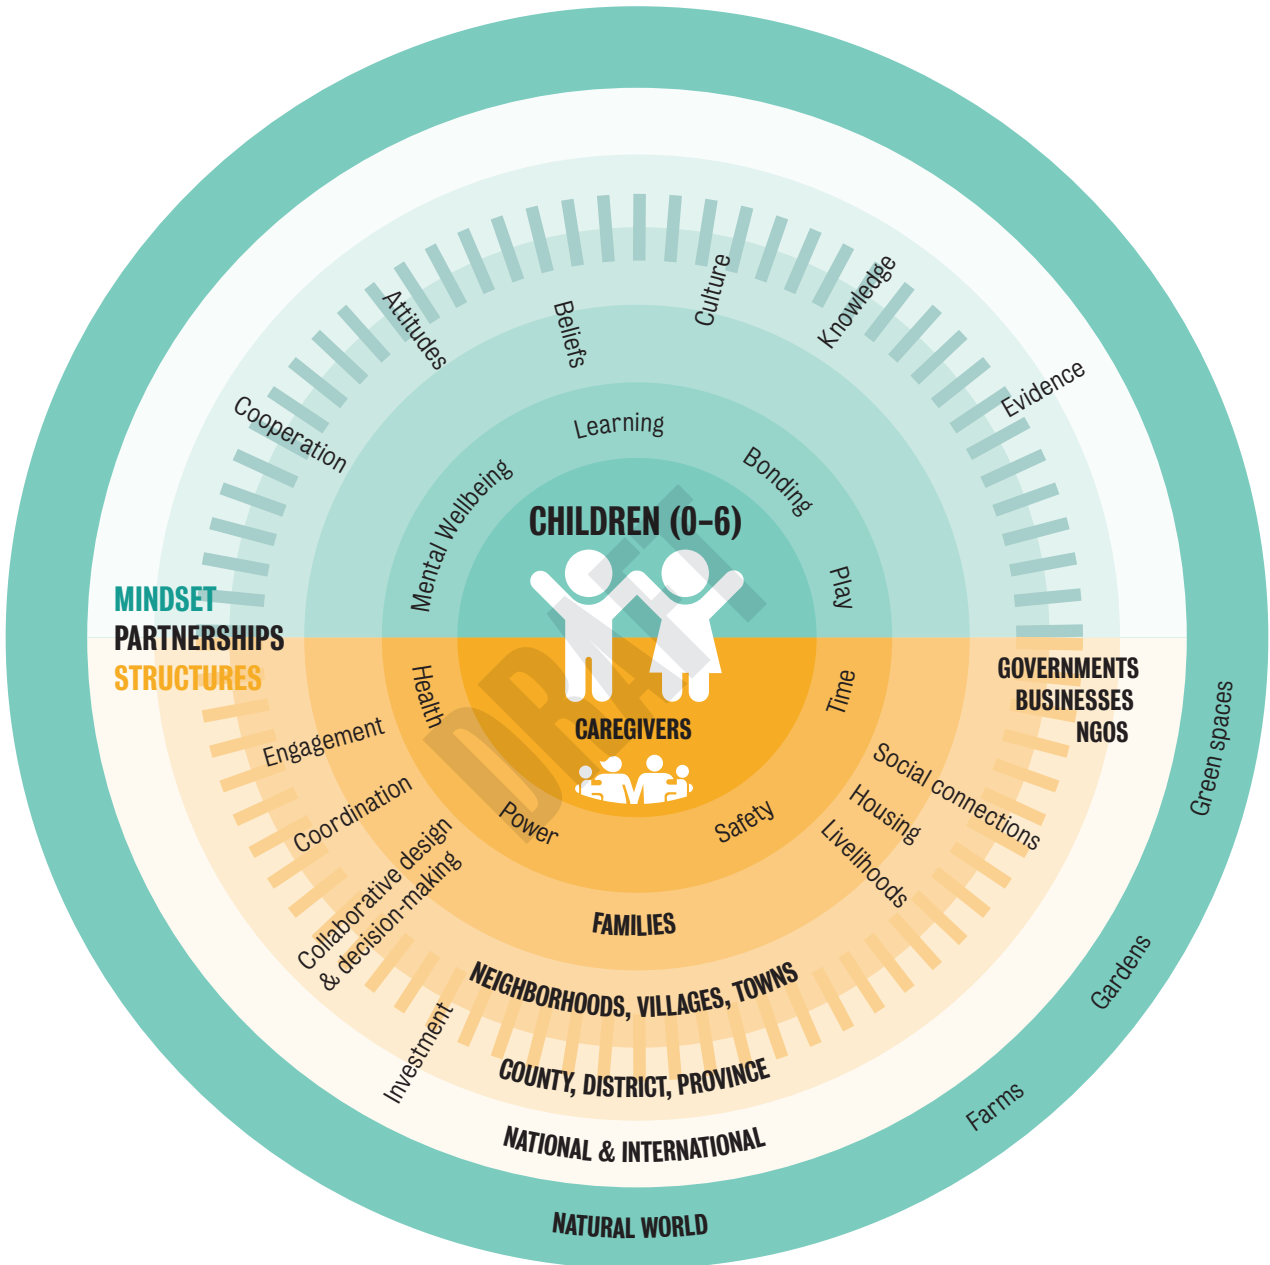 Culture
Knowledge
Attitudes
Beliefs
Evidence
Cooperation
Learning
Bonding
Mental Wellbeing
Play
CHILDREN (0–6)
DRAFT
MINDSET
PARTNERSHIPS
STRUCTURES
GOVERNMENTS
BUSINESSES
NGOS
Health
Time
CAREGIVERS
Engagement
Coordination
Collaborative design
& decision-making
Investment
Power
Safety
Social connections
Housing
Livelihoods
Green spaces
Gardens
Farms
FAMILIES
NEIGHBORHOODS, VILLAGES, TOWNS
COUNTY, DISTRICT, PROVINCE
NATIONAL & INTERNATIONAL
NATURAL WORLD